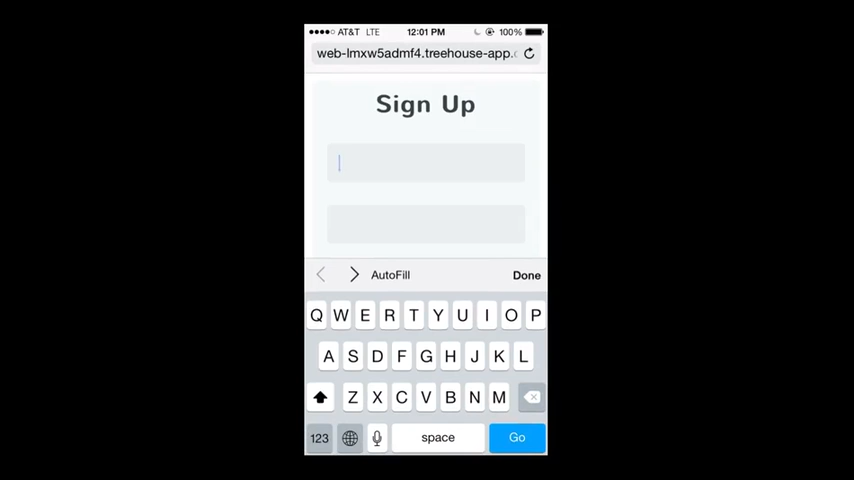 AT&T LTE 12:01 PM 100%
web-lmxw5admf4.treehouse-app.c
Sign Up
AutoFill Done
Q W E R T Y U I O P
A S D F G H J K L
Z X C V B N M
123 space Go